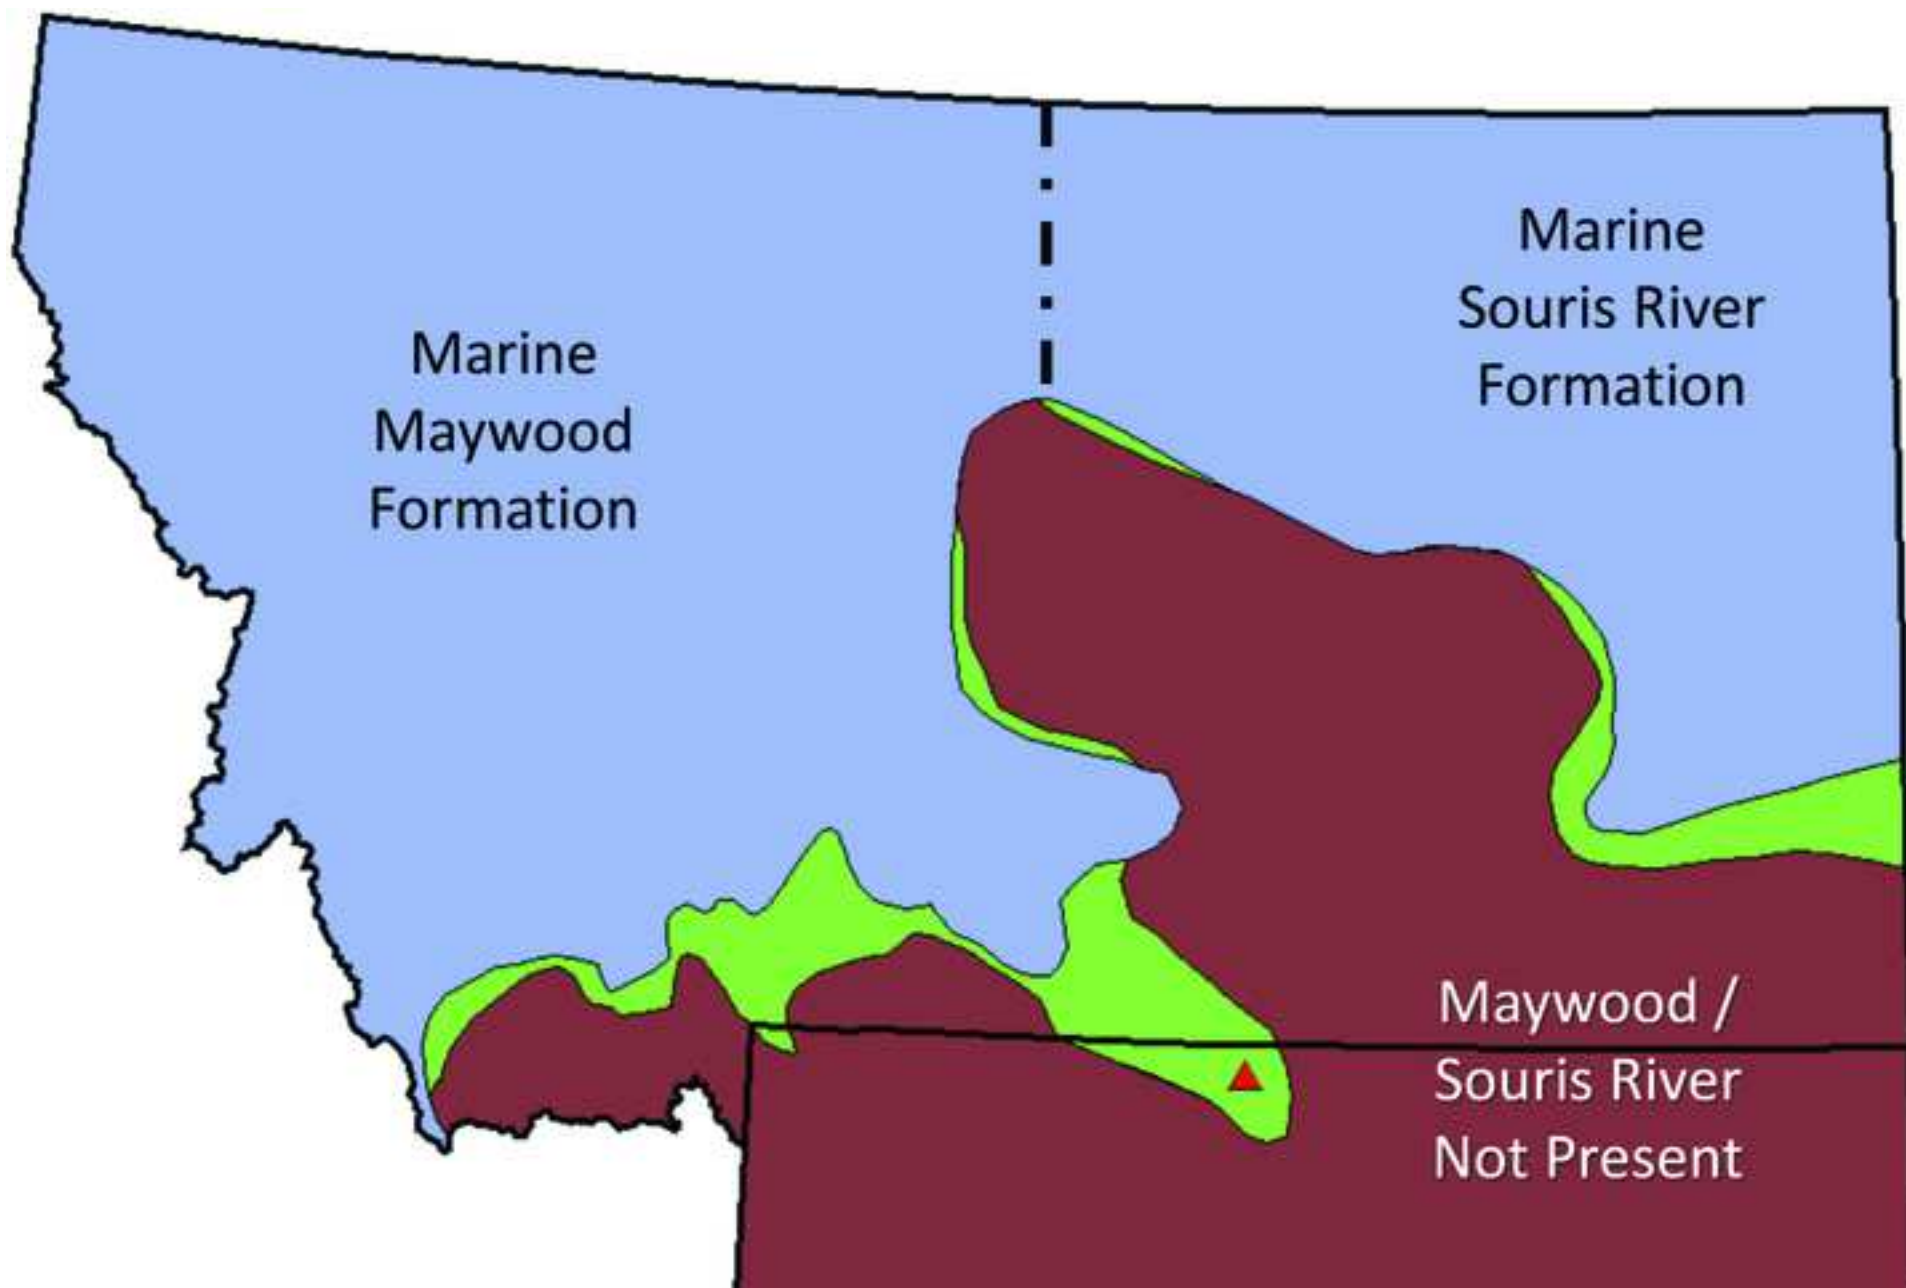 Marine
Maywood
Formation
Marine
Souris River
Formation
Maywood /
Souris River
Not Present